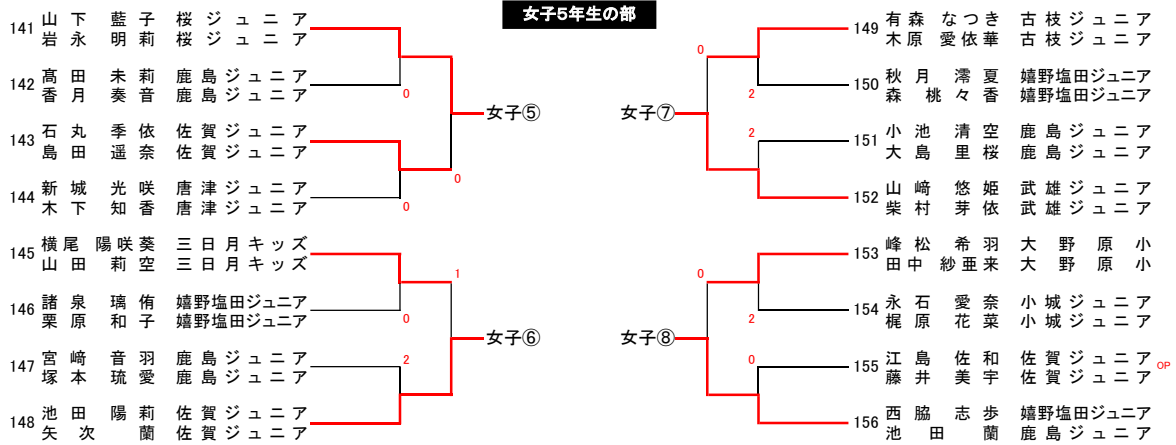 女子5年生の部
141 山下 藍子 桜ジュニア
岩永 明莉 桜ジュニア
142 髙田 未莉 鹿島ジュニア
香月 奏音 鹿島ジュニア
0
143 石丸 季依 佐賀ジュニア
島田 遥奈 佐賀ジュニア
女子⑤
0
144 新城 光咲 唐津ジュニア
木下 知香 唐津ジュニア
0
145 横尾 陽咲葵 三日月キッズ
山田 莉空 三日月キッズ
1
146 諸泉 璃侑 嬉野塩田ジュニア
栗原 和子 嬉野塩田ジュニア
0
女子⑥
147 宮﨑 音羽 鹿島ジュニア
塚本 琉愛 鹿島ジュニア
2
148 池田 陽莉 佐賀ジュニア
矢次 蘭 佐賀ジュニア
149 有森 なつき 古枝ジュニア
木原 愛依華 古枝ジュニア
0
150 秋月 澪夏 嬉野塩田ジュニア
森 桃々香 嬉野塩田ジュニア
2
女子⑦
151 小池 清空 鹿島ジュニア
大島 里桜 鹿島ジュニア
2
152 山﨑 悠姫 武雄ジュニア
柴村 芽依 武雄ジュニア
153 峰松 希羽 大野原小
田中 紗亜来 大野原小
0
154 永石 愛奈 小城ジュニア
梶原 花菜 小城ジュニア
2
女子⑧
155 江島 佐和 佐賀ジュニア
藤井 美宇 佐賀ジュニア
OP
0
156 西脇 志歩 嬉野塩田ジュニア
池田 蘭 鹿島ジュニア